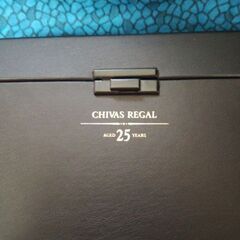 CHIVAS REGAL
AGED 25 YEARS